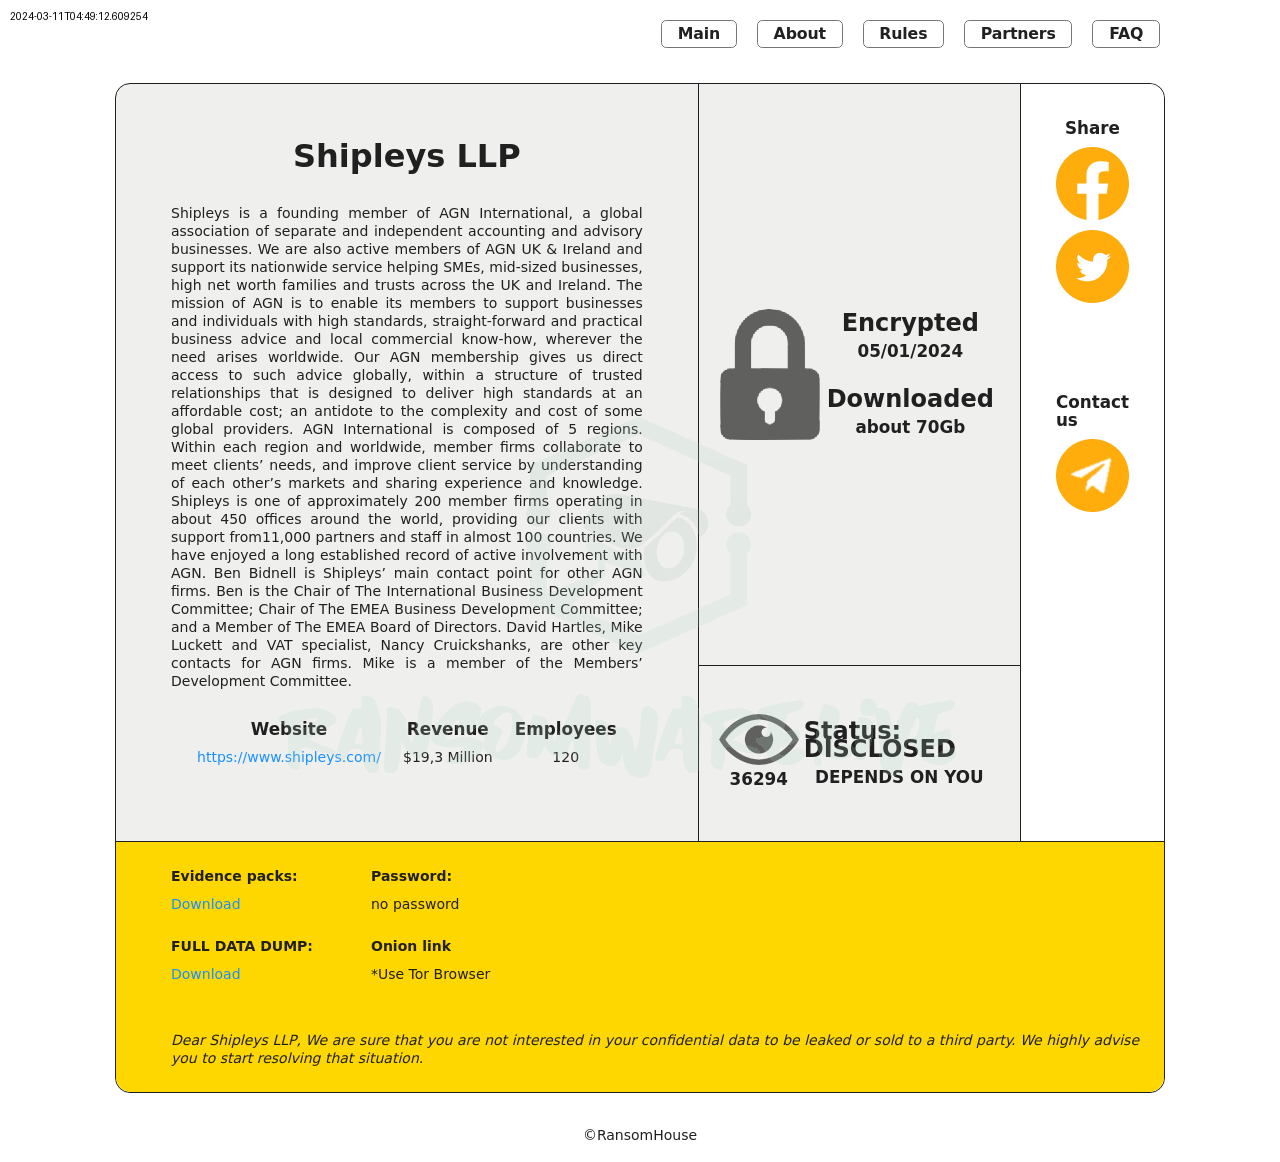 2024-03-11T04:49:12.609254
Main
About
Rules
Partners
FAQ
Shipleys LLP
Shipleys is a founding member of AGN International, a global
association of separate and independent accounting and advisory
businesses. We are also active members of AGN UK & Ireland and
support its nationwide service helping SMEs, mid-sized businesses,
high net worth families and trusts across the UK and Ireland. The
mission of AGN is to enable its members to support businesses
and individuals with high standards, straight-forward and practical
business advice and local commercial know-how, wherever the
need arises worldwide. Our AGN membership gives us direct
access to such advice globally, within a structure of trusted
relationships that is designed to deliver high standards at an
affordable cost; an antidote to the complexity and cost of some
global providers. AGN International is composed of 5 regions.
Within each region and worldwide, member firms collaborate to
meet clients’ needs, and improve client service by understanding
of each other’s markets and sharing experience and knowledge.
Shipleys is one of approximately 200 member firms operating in
about 450 offices around the world, providing our clients with
support from11,000 partners and staff in almost 100 countries. We
have enjoyed a long established record of active involvement with
AGN. Ben Bidnell is Shipleys’ main contact point for other AGN
firms. Ben is the Chair of The International Business Development
Committee; Chair of The EMEA Business Development Committee;
and a Member of The EMEA Board of Directors. David Hartles, Mike
Luckett and VAT specialist, Nancy Cruickshanks, are other key
contacts for AGN firms. Mike is a member of the Members’
Development Committee.
Website Revenue Employees
https://www.shipleys.com/ $19,3 Million 120
Encrypted
05/01/2024
Downloaded
about 70Gb
Status:
DISCLOSED
36294
DEPENDS ON YOU
Share
Contact
us
RANSOMWARE.LIVE
Evidence packs: Password:
Download no password
FULL DATA DUMP: Onion link
Download *Use Tor Browser
Dear Shipleys LLP, We are sure that you are not interested in your confidential data to be leaked or sold to a third party. We highly advise
you to start resolving that situation.
©RansomHouse